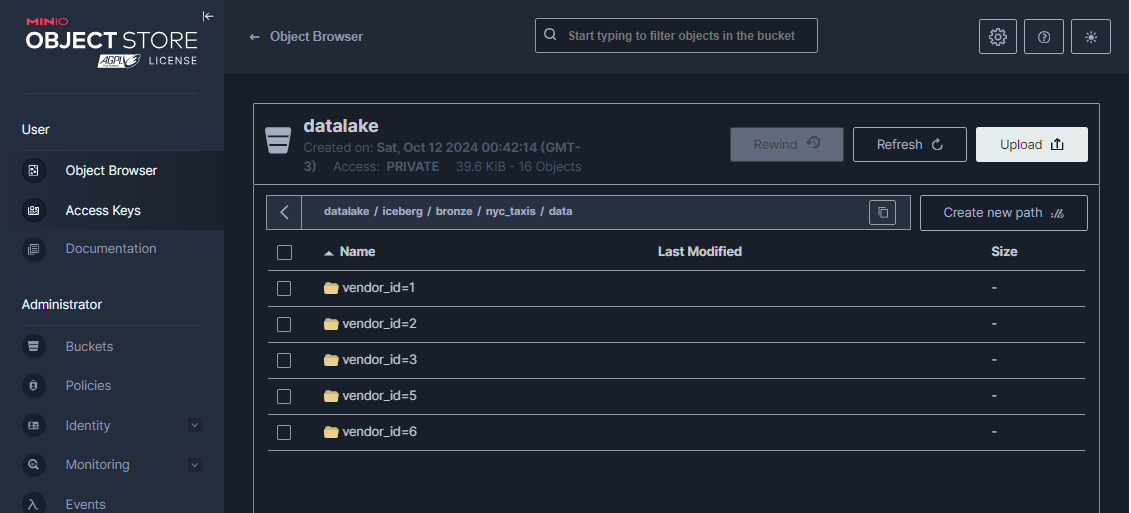 MINIO
OBJECT STORE
AGPLv3 LICENSE
User
Object Browser
Access Keys
Documentation
Administrator
Buckets
Policies
Identity
Monitoring
Events
← Object Browser
Start typing to filter objects in the bucket
datalake
Created on: Sat, Oct 12 2024 00:42:14 (GMT-
3) Access: PRIVATE 39.6 KiB - 16 Objects
Rewind
Refresh
Upload
datalake / iceberg / bronze / nyc_taxis / data
Create new path
Name Last Modified Size
vendor_id=1 -
vendor_id=2 -
vendor_id=3 -
vendor_id=5 -
vendor_id=6 -